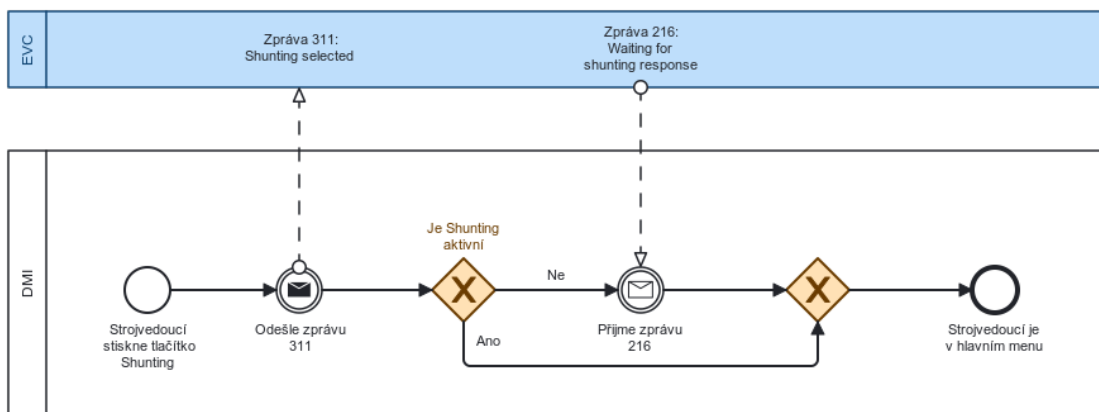 EVC
Zpráva 311:
Shunting selected
Zpráva 216:
Waiting for
shunting response
DMI
Je Shunting
aktivní
Ne
Ano
Strojvedoucí
stiskne tlačítko
Shunting
Odešle zprávu
311
Přijme zprávu
216
Strojvedoucí je
v hlavním menu